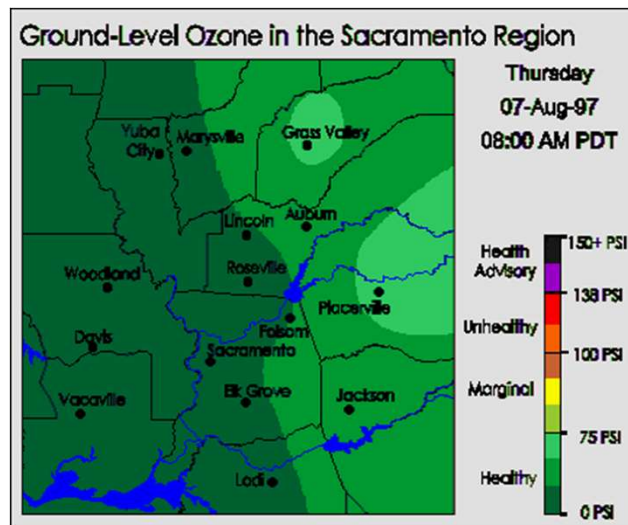 Ground-Level Ozone in the Sacramento Region
Thursday
07-Aug-97
08:00 AM PDT
Yuba
City
Marysville
Grass Valley
Lincoln
Auburn
Roseville
Woodland
Placerville
Folsom
Davis
Sacramento
Vacaville
Elk Grove
Jackson
Lodi
150+ PSI
Health
Advisory
138 PSI
Unhealthy
100 PSI
Marginal
75 PSI
Healthy
0 PSI